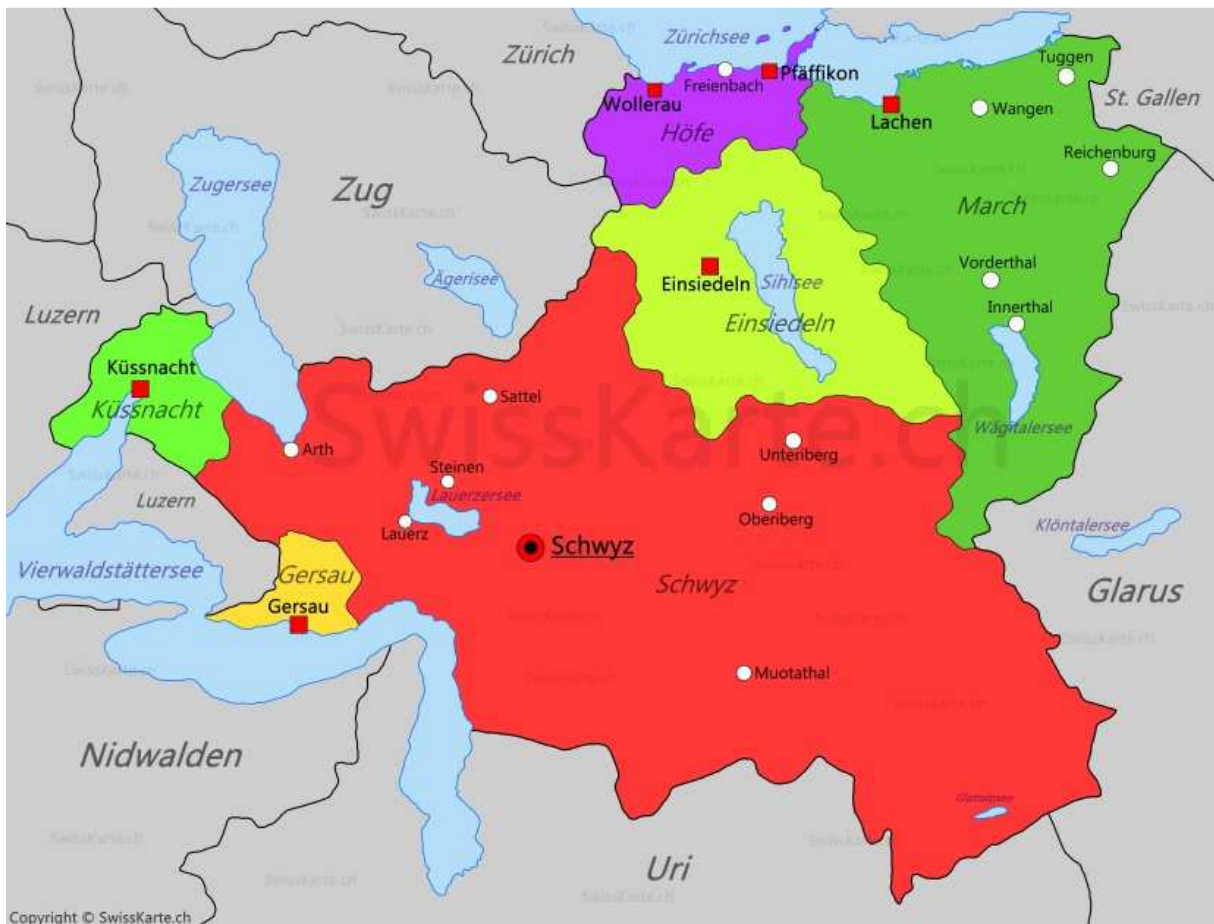 Zürich
Zürichsee
Tuggen
Pfäffikon
Freienbach
Wollerau
St. Gallen
Wangen
Lachen
Höfe
Reichenburg
Zugersee
Zug
March
Ägerisee
Einsiedeln
Sihlsee
Vorderthal
Innerthal
Luzern
Einsiedeln
Küssnacht
Küssnacht
Sattel
SwissKarte.ch
Wägitalersee
Arth
Unteriberg
Steinen
Lauerzersee
Luzern
Oberiberg
Lauerz
Klöntalersee
Schwyz
Vierwaldstättersee
Gersau
Schwyz
Glarus
Gersau
Muotathal
Nidwalden
Uri
Copyright © SwissKarte.ch